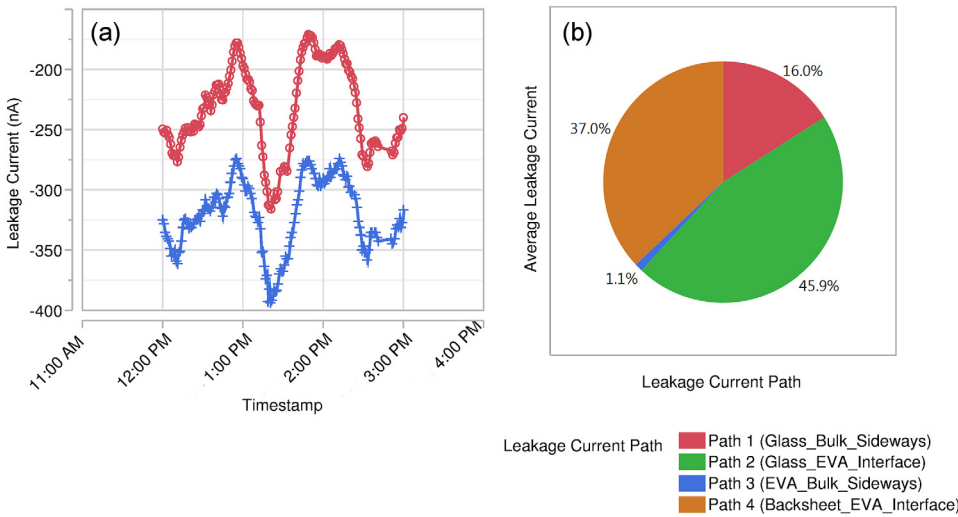 (a)
-200
-250
-300
-350
-400
Leakage Current (nA)
11:00 AM
12:00 PM
1:00 PM
2:00 PM
3:00 PM
4:00 PM
Timestamp
(b)
Average Leakage Current
16.0%
37.0%
1.1%
45.9%
Leakage Current Path
Leakage Current Path
Path 1 (Glass_Bulk_Sideways)
Path 2 (Glass_EVA_Interface)
Path 3 (EVA_Bulk_Sideways)
Path 4 (Backsheet_EVA_Interface)